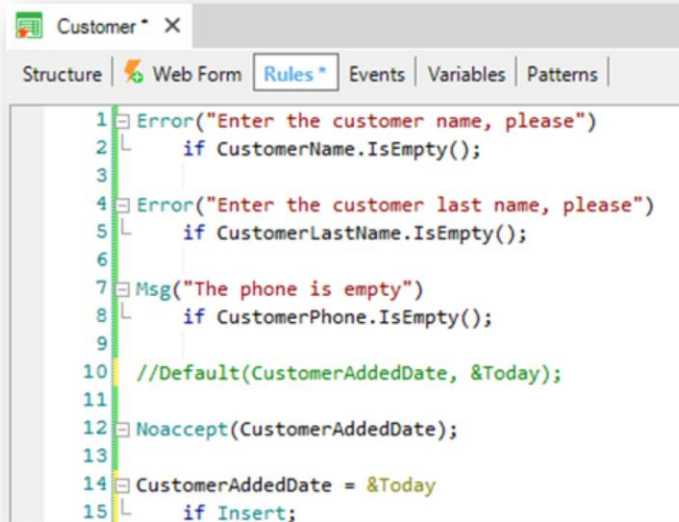 Customer * X
Structure Web Form Rules * Events Variables Patterns
1 Error("Enter the customer name, please")
2 if CustomerName.IsEmpty();
3
4 Error("Enter the customer last name, please")
5 if CustomerLastName.IsEmpty();
6
7 Msg("The phone is empty")
8 if CustomerPhone.IsEmpty();
9
10 //Default(CustomerAddedDate, &Today);
11
12 Noaccept(CustomerAddedDate);
13
14 CustomerAddedDate = &Today
15 if Insert;